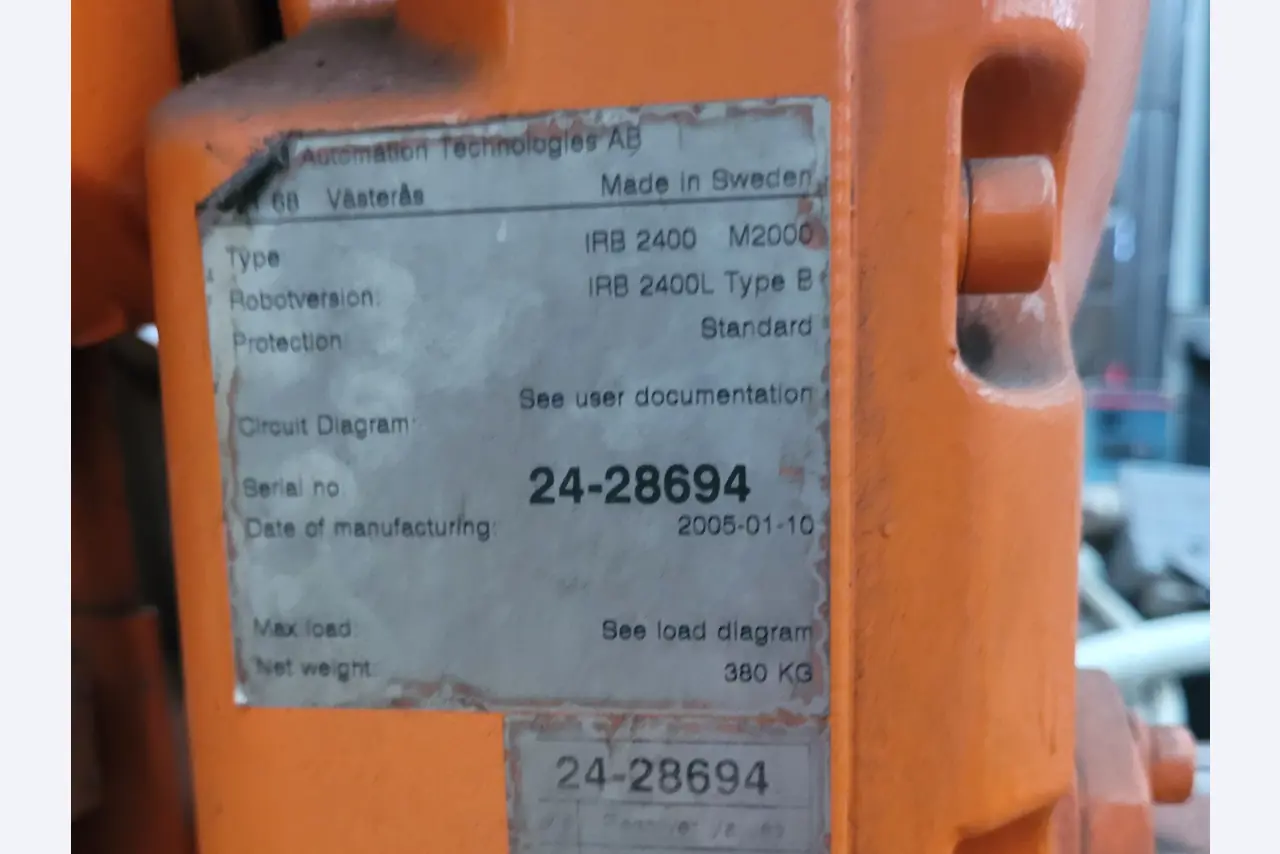 Automation Technologies AB
68 Västerås Made in Sweden
Type IRB 2400 M2000
Robotversion: IRB 2400L Type B
Protection Standard
See user documentation
Circuit Diagram:
Serial no 24-28694
Date of manufacturing: 2005-01-10
Max load: See load diagram
Net weight: 380 KG
24-28694